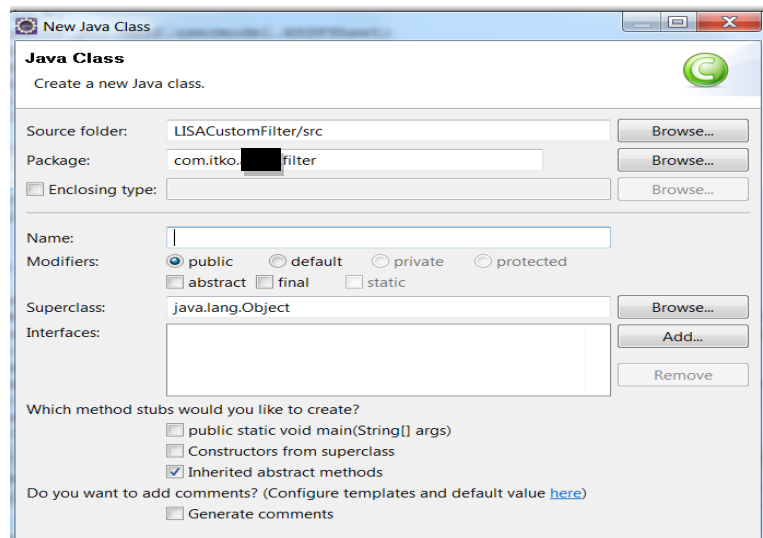 New Java Class
Java Class
Create a new Java class.
Source folder: LISACustomFilter/src Browse...
Package: com.itko. filter Browse...
Enclosing type: Browse...
Name:
Modifiers: public default private protected
abstract final static
Superclass: java.lang.Object Browse...
Interfaces: Add...
Remove
Which method stubs would you like to create?
public static void main(String[] args)
Constructors from superclass
Inherited abstract methods
Do you want to add comments? (Configure templates and default value here)
Generate comments